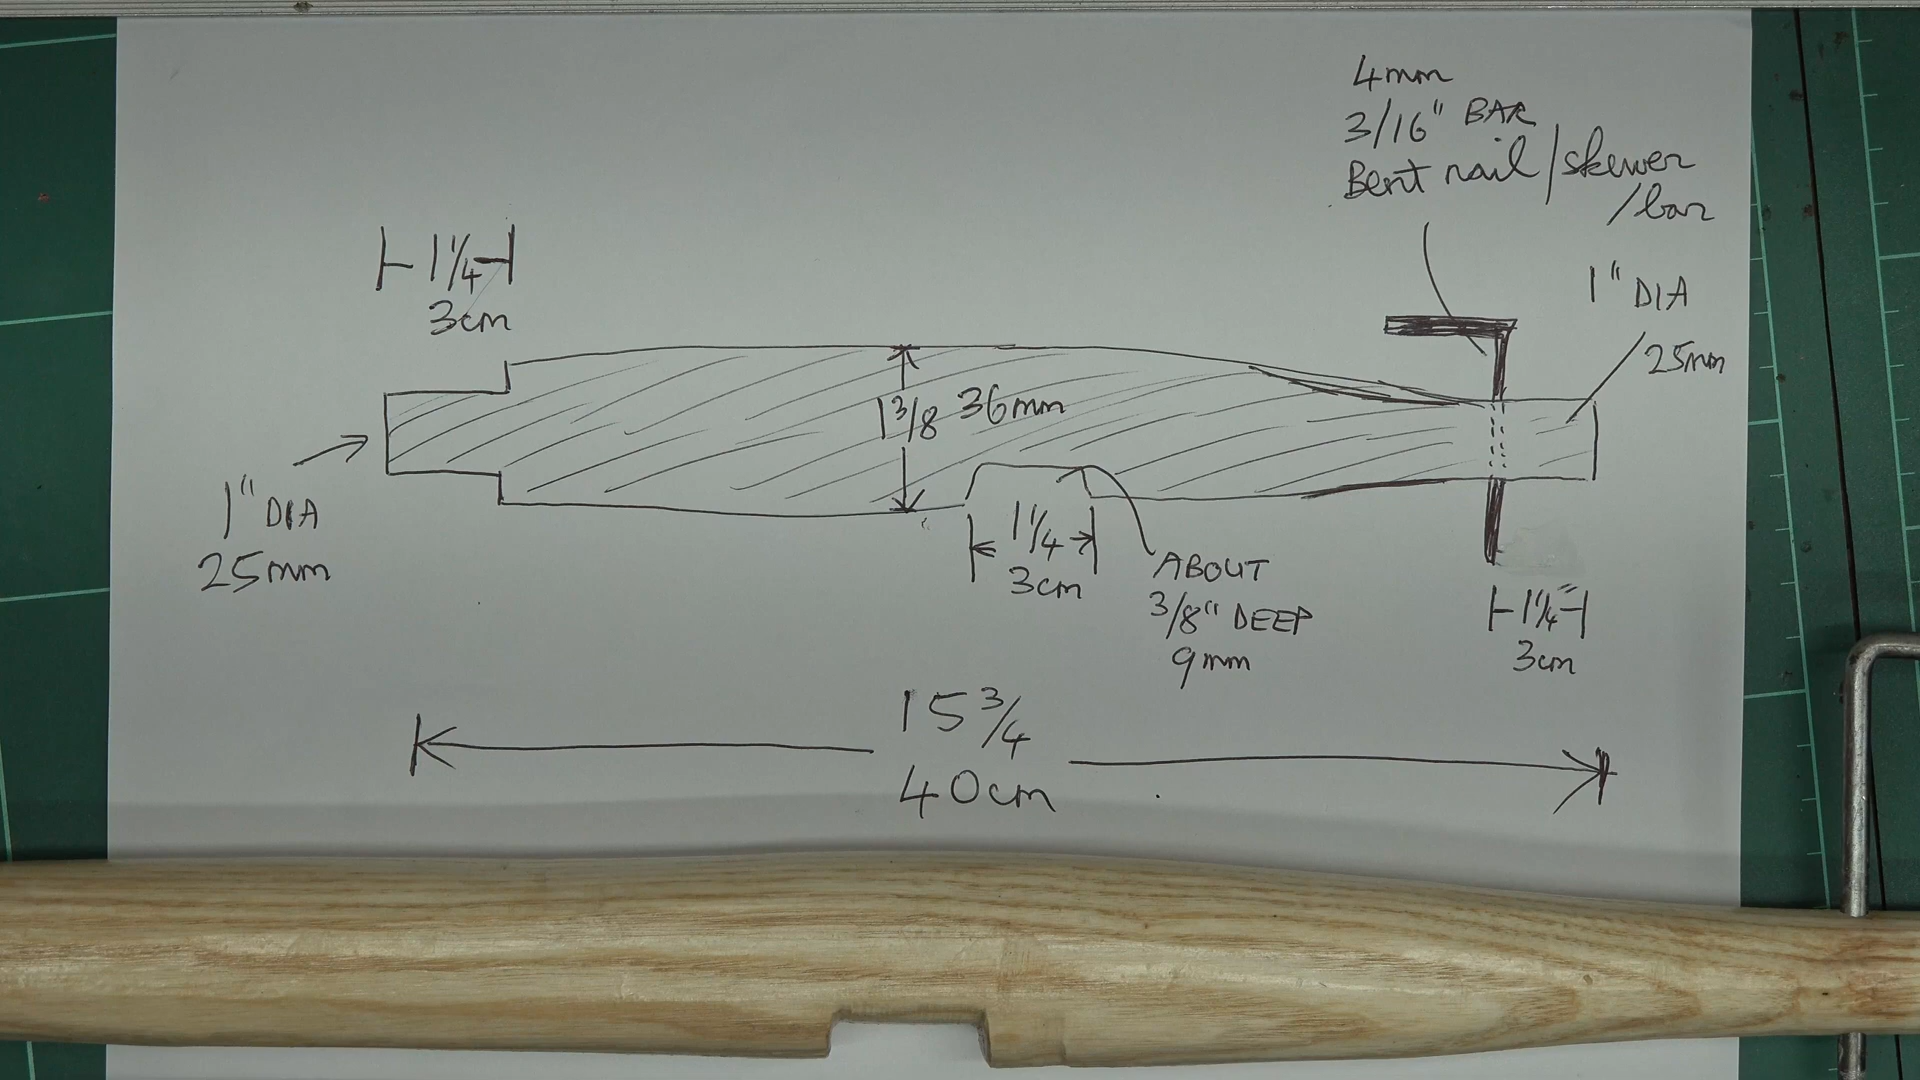 4mm
3/16" BAR
Bent nail/skewer
/bar
1" DIA
25mm
1 1/4
3cm
1 3/8 36mm
1" DIA
25mm
1 1/4
3cm
ABOUT
3/8" DEEP
9mm
1 1/4"
3cm
15 3/4
40cm